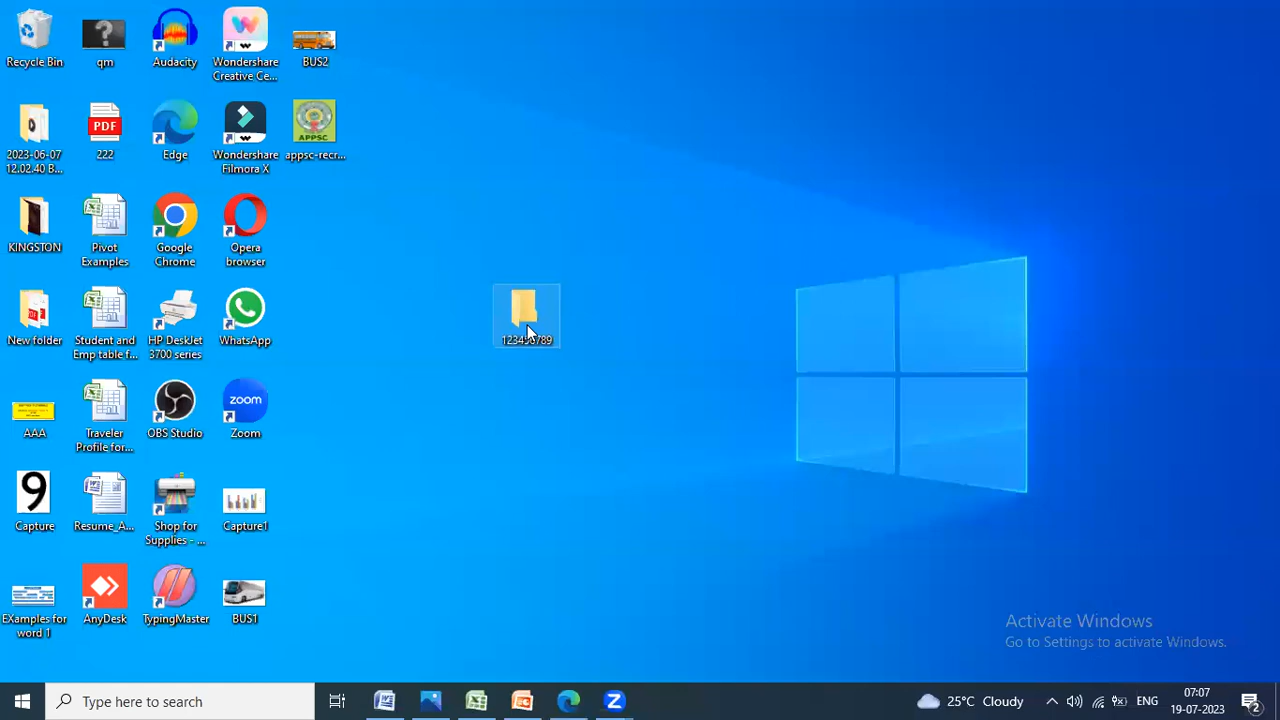 Recycle Bin
qm
Audacity
Wondershare
Creative Ce...
BUS2
2023-06-07
12.02.40 B...
PDF
222
Edge
Wondershare
Filmora X
APPSC
appsc-recr...
KINGSTON
Pivot
Examples
Google
Chrome
Opera
browser
New folder
Student and
Emp table f...
HP DeskJet
3700 series
WhatsApp
123456789
AAA
Traveler
Profile for...
OBS Studio
zoom
Zoom
9
Capture
Resume_A...
Shop for
Supplies - ...
Capture1
EXamples for
word 1
AnyDesk
TypingMaster
BUS1
Activate Windows
Go to Settings to activate Windows.
Type here to search
25°C Cloudy
ENG
07:07
19-07-2023
2